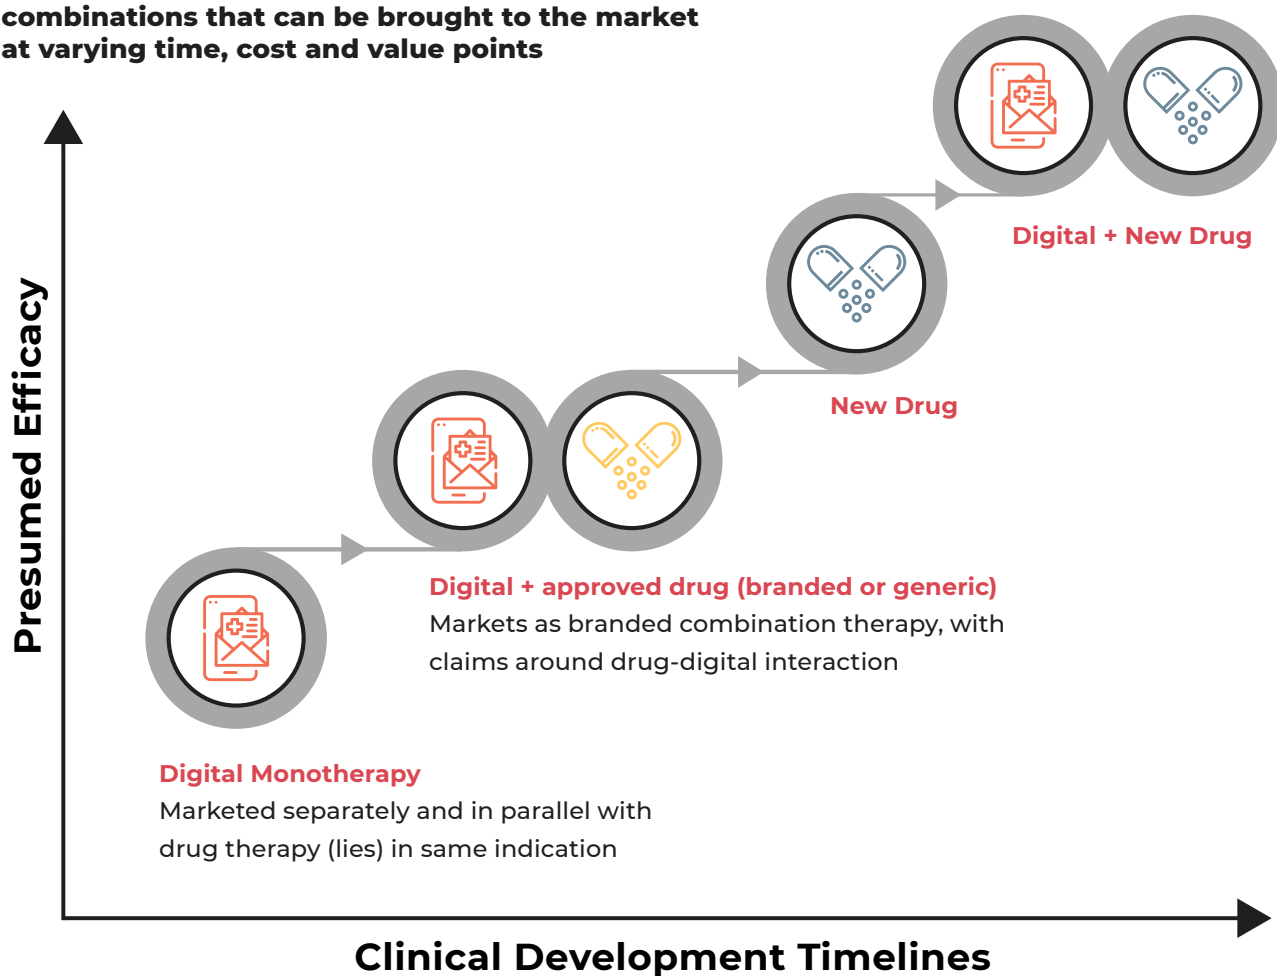 combinations that can be brought to the market
at varying time, cost and value points
Digital + New Drug
New Drug
Presumed Efficacy
Digital + approved drug (branded or generic)
Markets as branded combination therapy, with
claims around drug-digital interaction
Digital Monotherapy
Marketed separately and in parallel with
drug therapy (lies) in same indication
Clinical Development Timelines